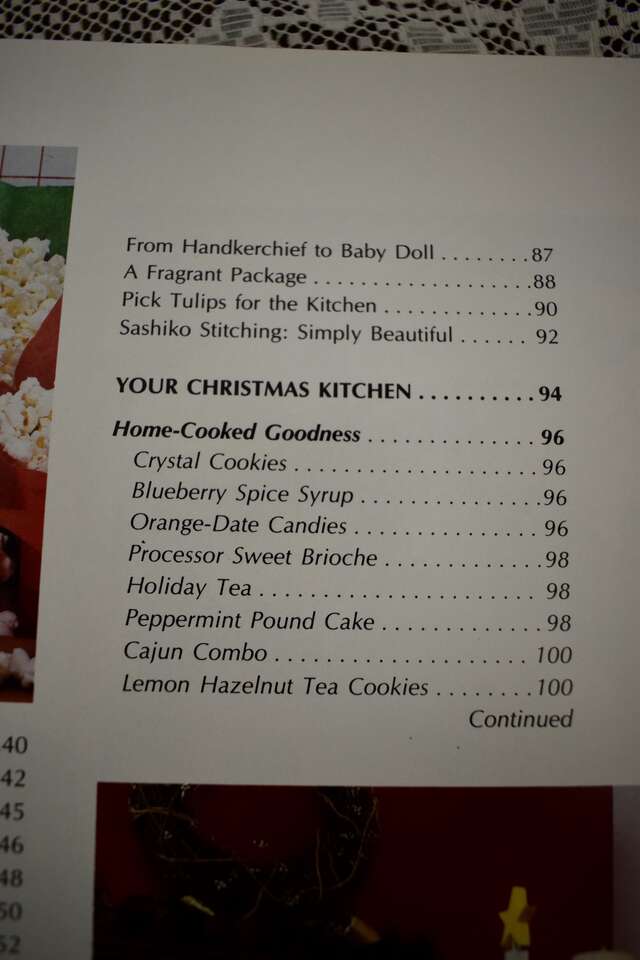 From Handkerchief to Baby Doll . . . . . . . . 87
A Fragrant Package . . . . . . . . . . . . . . . . . . . .88
Pick Tulips for the Kitchen . . . . . . . . . . . . . .90
Sashiko Stitching: Simply Beautiful . . . . . . 92
YOUR CHRISTMAS KITCHEN . . . . . . . . . . 94
Home-Cooked Goodness . . . . . . . . . . . . . . 96
Crystal Cookies . . . . . . . . . . . . . . . . . . . . . 96
Blueberry Spice Syrup . . . . . . . . . . . . . . . .96
Orange-Date Candies . . . . . . . . . . . . . . . . 96
Processor Sweet Brioche . . . . . . . . . . . . . .98
Holiday Tea . . . . . . . . . . . . . . . . . . . . . . . . 98
Peppermint Pound Cake . . . . . . . . . . . . . .98
Cajun Combo . . . . . . . . . . . . . . . . . . . . . . 100
Lemon Hazelnut Tea Cookies . . . . . . . . 100
Continued
40
42
45
46
48
50
52